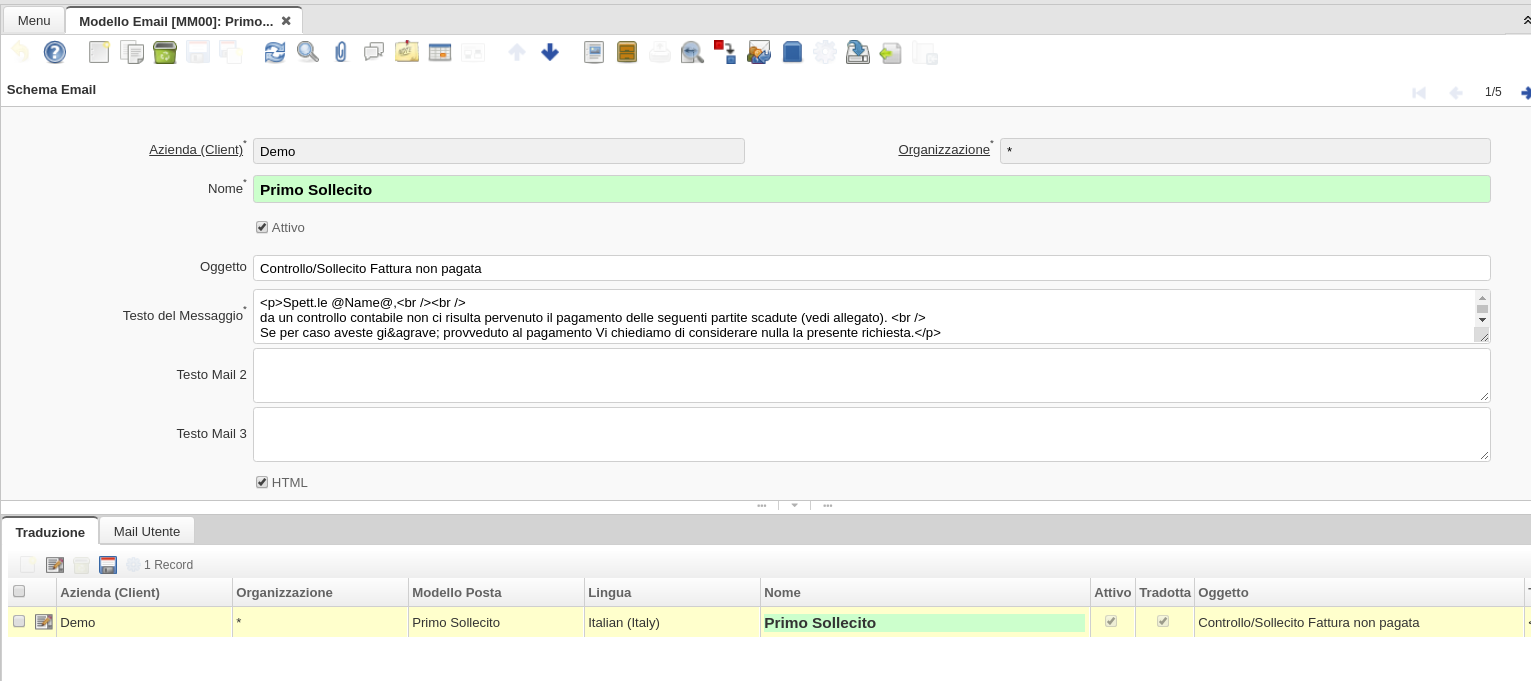 Menu
Modello Email [MM00]: Primo...
Schema Email
1/5
Azienda (Client)* Demo
Organizzazione* *
Nome* Primo Sollecito
Attivo
Oggetto Controllo/Sollecito Fattura non pagata
Testo del Messaggio* <p>Spett.le @Name@,<br /><br />
da un controllo contabile non ci risulta pervenuto il pagamento delle seguenti partite scadute (vedi allegato). <br />
Se per caso aveste gi&agrave; provveduto al pagamento Vi chiediamo di considerare nulla la presente richiesta.</p>
Testo Mail 2
Testo Mail 3
HTML
Traduzione Mail Utente
1 Record
Azienda (Client) Organizzazione Modello Posta Lingua Nome Attivo Tradotta Oggetto
Demo * Primo Sollecito Italian (Italy) Primo Sollecito Controllo/Sollecito Fattura non pagata